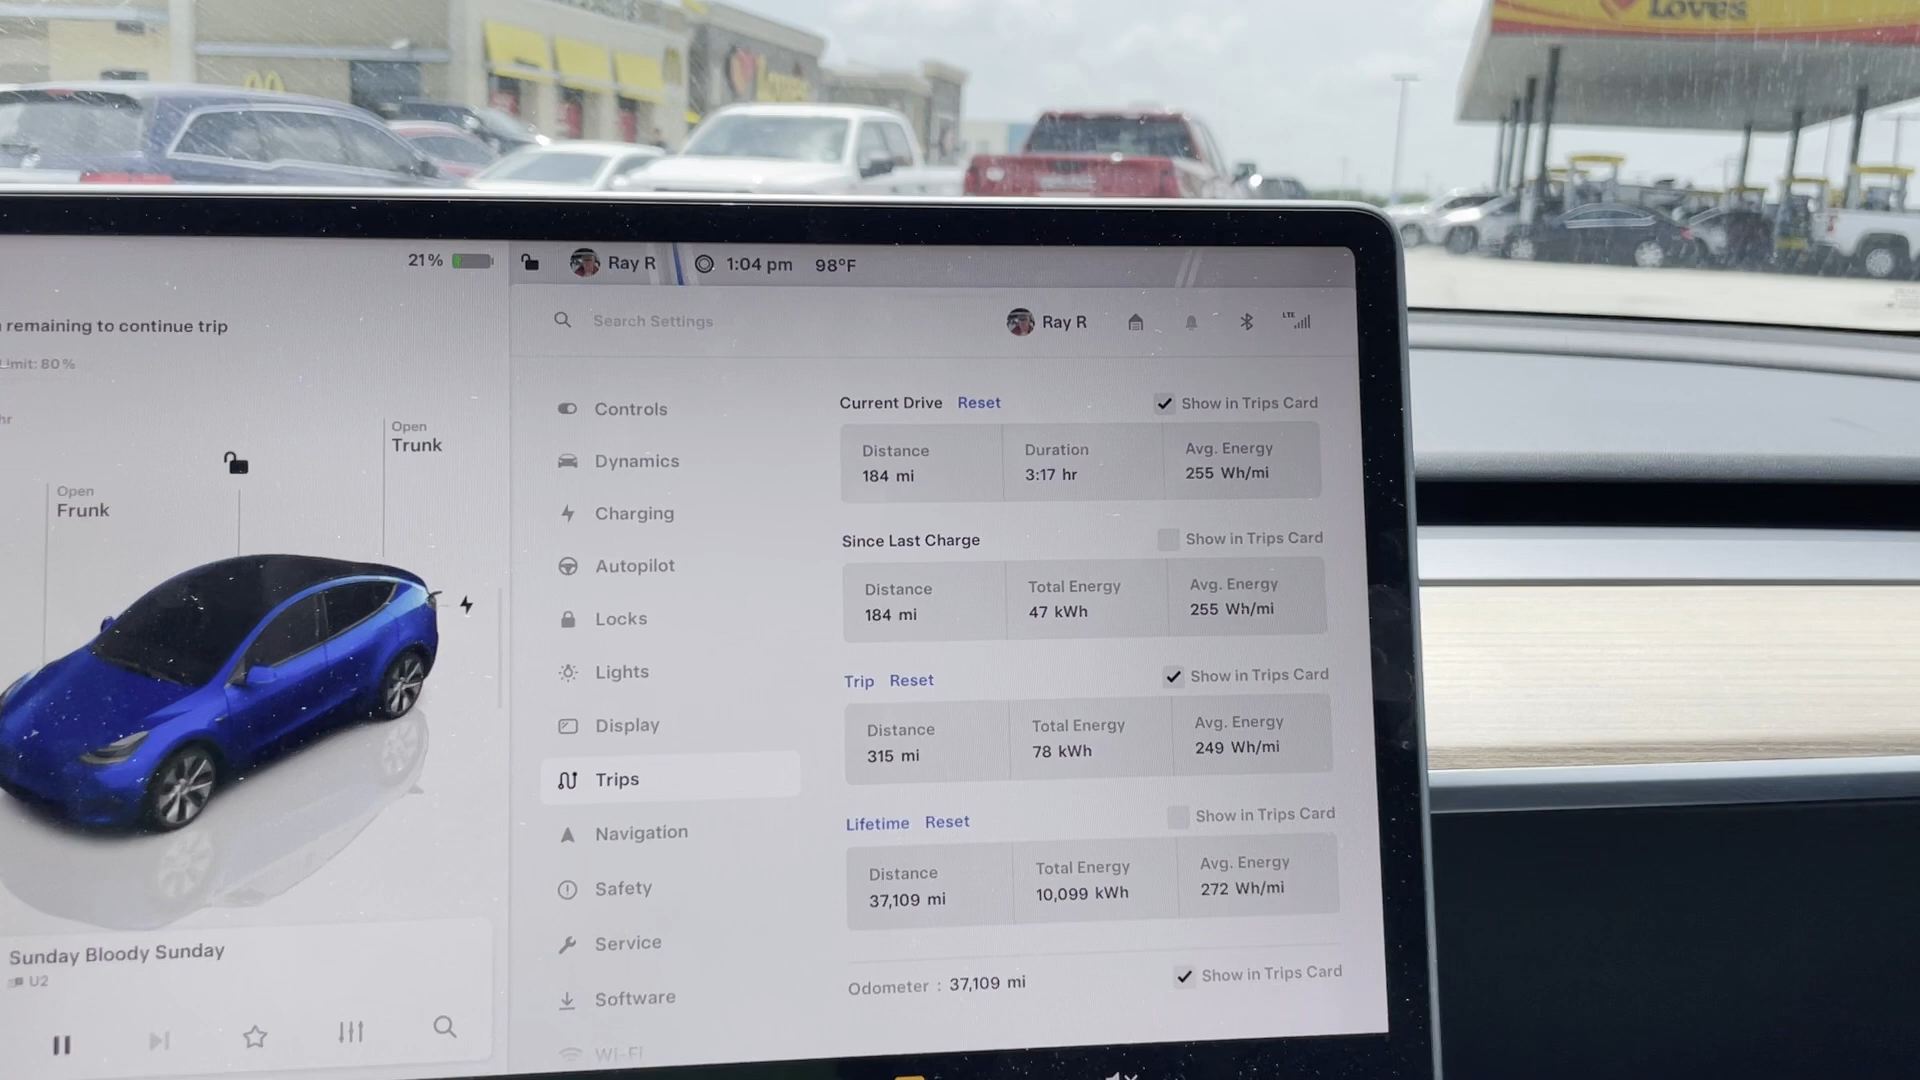 Loves
21%
Ray R
1:04 pm
98°F
remaining to continue trip
Limit: 80%
hr
Open
Trunk
Open
Frunk
Sunday Bloody Sunday
U2
Search Settings
Ray R
LTE
Controls
Dynamics
Charging
Autopilot
Locks
Lights
Display
Trips
Navigation
Safety
Service
Software
Wi-Fi
Current Drive Reset
Show in Trips Card
Distance
184 mi
Duration
3:17 hr
Avg. Energy
255 Wh/mi
Since Last Charge
Show in Trips Card
Distance
184 mi
Total Energy
47 kWh
Avg. Energy
255 Wh/mi
Trip Reset
Show in Trips Card
Distance
315 mi
Total Energy
78 kWh
Avg. Energy
249 Wh/mi
Lifetime Reset
Show in Trips Card
Distance
37,109 mi
Total Energy
10,099 kWh
Avg. Energy
272 Wh/mi
Odometer : 37,109 mi
Show in Trips Card